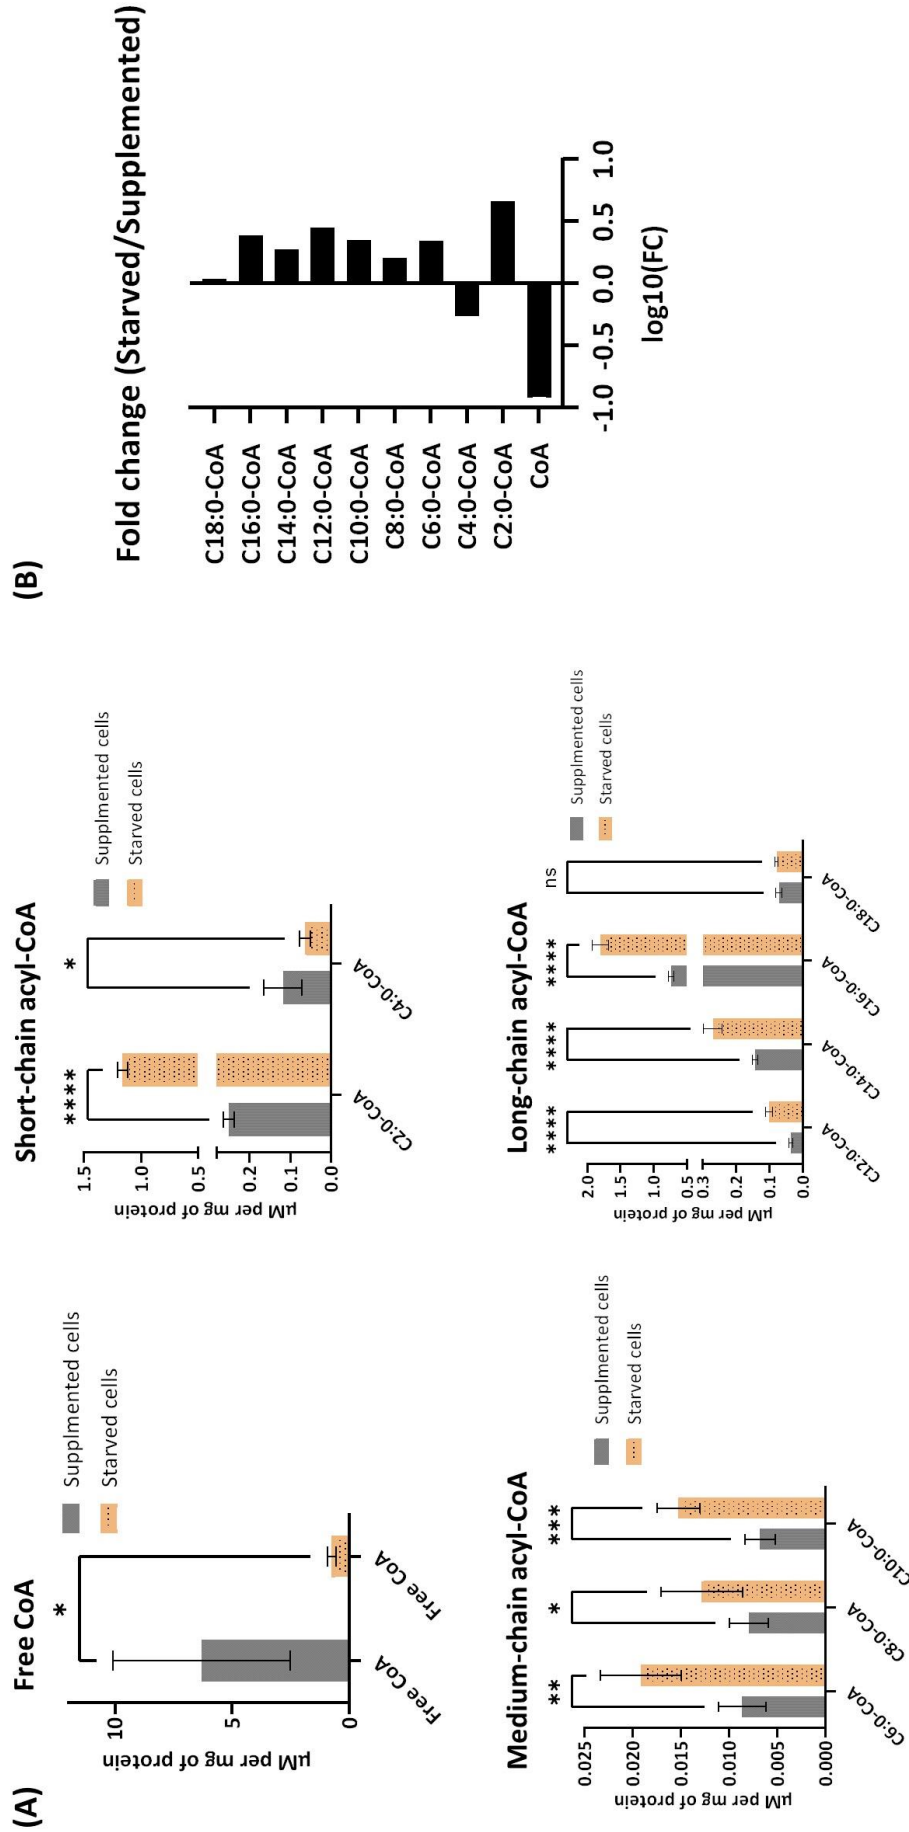 (A)
Free CoA
Supplmented cells
Starved cells
*
µM per mg of protein
10
5
0
Free CoA
Free CoA
Short-chain acyl-CoA
Supplmented cells
Starved cells
****
*
µM per mg of protein
1.5
1.0
0.5
0.2
0.1
0.0
C2:0-CoA
C4:0-CoA
Medium-chain acyl-CoA
Supplmented cells
Starved cells
**
*
***
µM per mg of protein
0.025
0.020
0.015
0.010
0.005
0.000
C6:0-CoA
C8:0-CoA
C10:0-CoA
Long-chain acyl-CoA
Supplmented cells
Starved cells
****
****
****
ns
µM per mg of protein
2.0
1.5
1.0
0.5
0.3
0.2
0.1
0.0
C12:0-CoA
C14:0-CoA
C16:0-CoA
C18:0-CoA
(B)
Fold change (Starved/Supplemented)
C18:0-CoA
C16:0-CoA
C14:0-CoA
C12:0-CoA
C10:0-CoA
C8:0-CoA
C6:0-CoA
C4:0-CoA
C2:0-CoA
CoA
-1.0 -0.5 0.0 0.5 1.0
log10(FC)